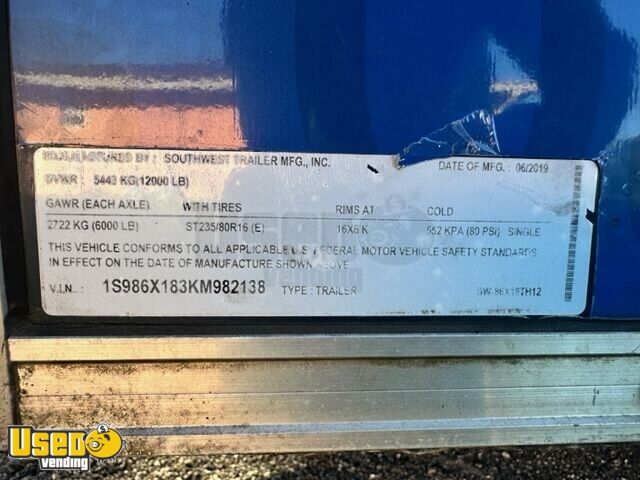 MANUFACTURED BY : SOUTHWEST TRAILER MFG., INC. DATE OF MFG. : 06/2019
GVWR : 5443 KG(12000 LB)
GAWR (EACH AXLE) WITH TIRES RIMS AT COLD
2722 KG (6000 LB) ST235/80R16 (E) 16X6 K 552 KPA (80 PSI) SINGLE
THIS VEHICLE CONFORMS TO ALL APPLICABLE U.S. FEDERAL MOTOR VEHICLE SAFETY STANDARDS
IN EFFECT ON THE DATE OF MANUFACTURE SHOWN ABOVE
V.I.N. : 1S986X183KM982138 TYPE : TRAILER
Used
vending